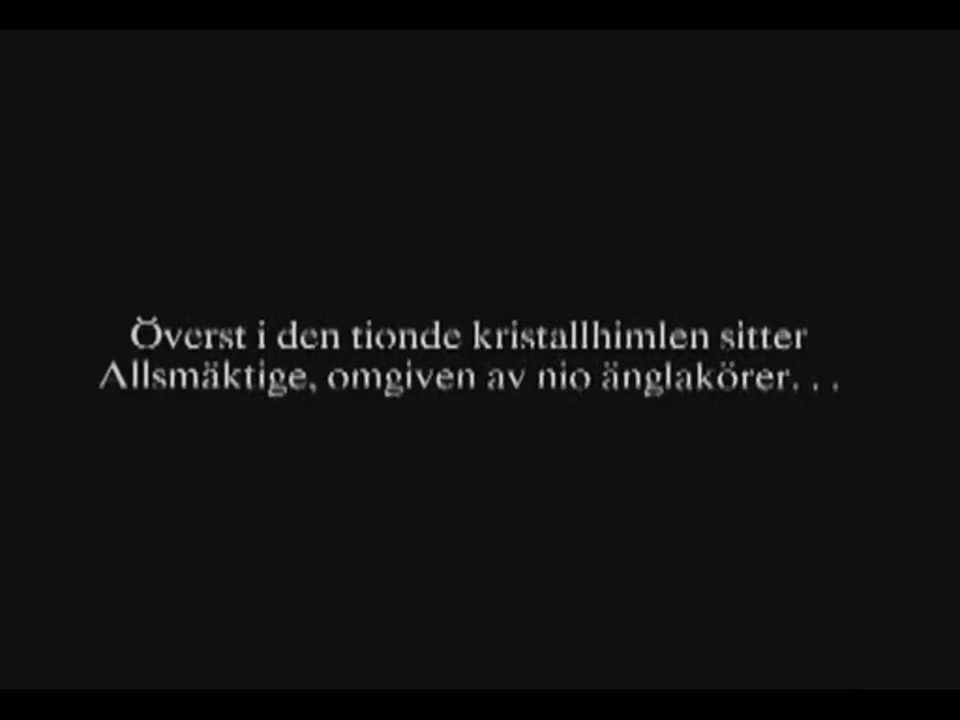 Överst i den tionde kristallhimlen sitter
Allsmäktige, omgiven av nio änglakörer. . .